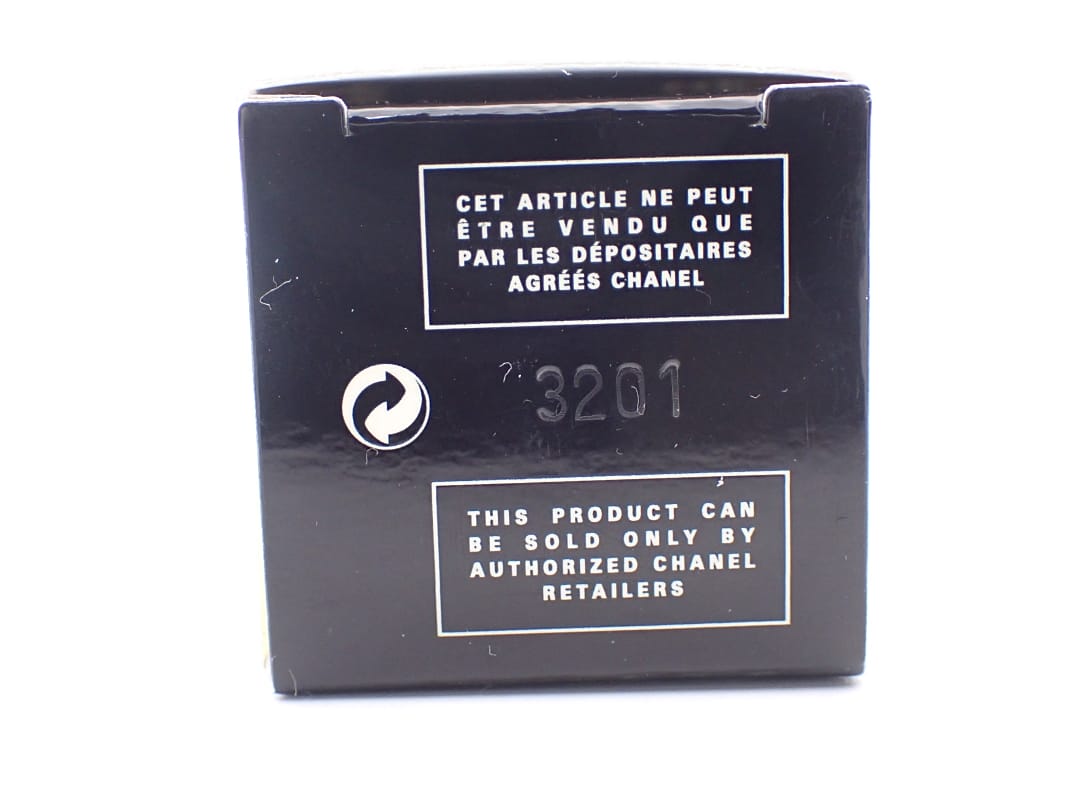 CET ARTICLE NE PEUT
ÊTRE VENDU QUE
PAR LES DÉPOSITAIRES
AGRÉÉS CHANEL
3201
THIS PRODUCT CAN
BE SOLD ONLY BY
AUTHORIZED CHANEL
RETAILERS